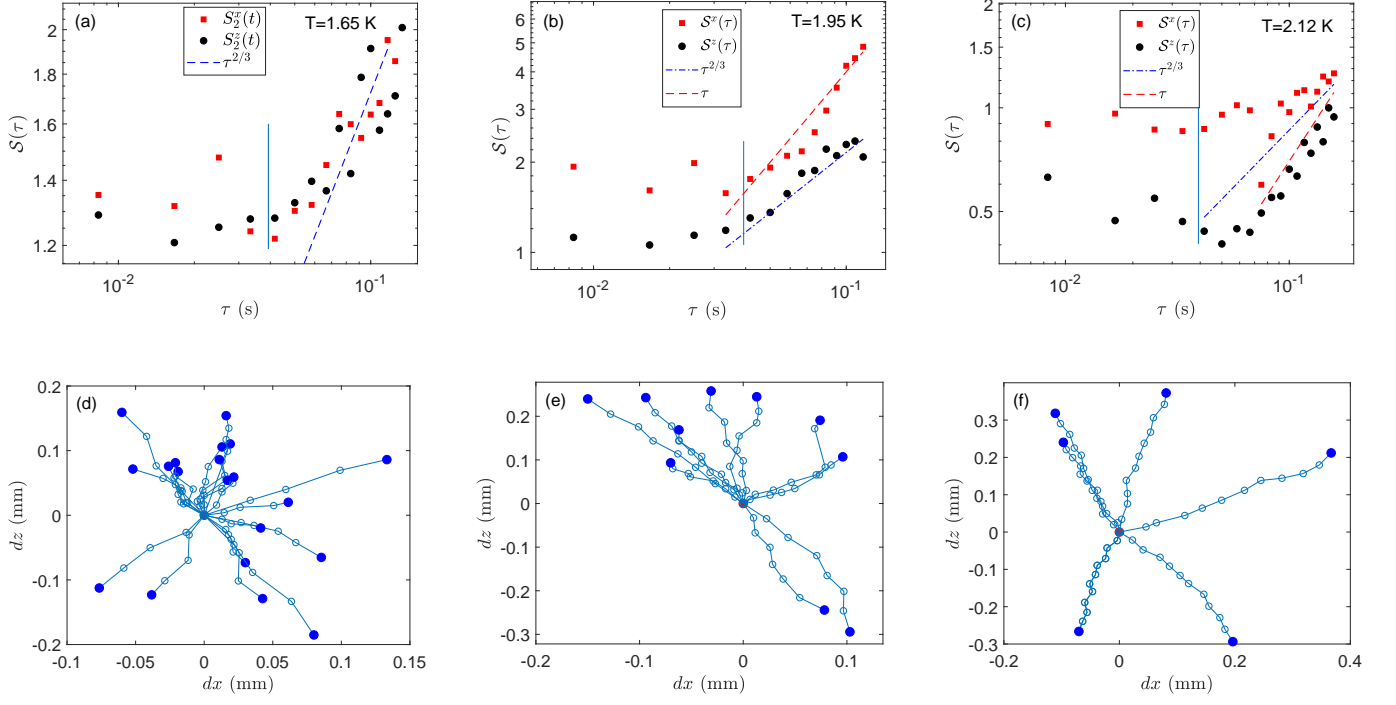 (a)
T=1.65 K
S₂ˣ(t)
S₂ᶻ(t)
τ^{2/3}
2
1.8
1.6
1.4
1.2
S(τ)
10⁻²
10⁻¹
τ (s)
(b)
T=1.95 K
Sˣ(τ)
Sᶻ(τ)
τ^{2/3}
τ
6
5
4
3
2
1
S(τ)
10⁻²
10⁻¹
τ (s)
(c)
T=2.12 K
Sˣ(τ)
Sᶻ(τ)
τ^{2/3}
τ
2
1.5
1
0.5
S(τ)
10⁻²
10⁻¹
τ (s)
(d)
0.2
0.1
0
-0.1
-0.2
dz (mm)
-0.1 -0.05 0 0.05 0.1 0.15
dx (mm)
(e)
0.2
0.1
0
-0.1
-0.2
-0.3
dz (mm)
-0.2 -0.1 0 0.1
dx (mm)
(f)
0.3
0.2
0.1
0
-0.1
-0.2
-0.3
dz (mm)
-0.2 0 0.2 0.4
dx (mm)